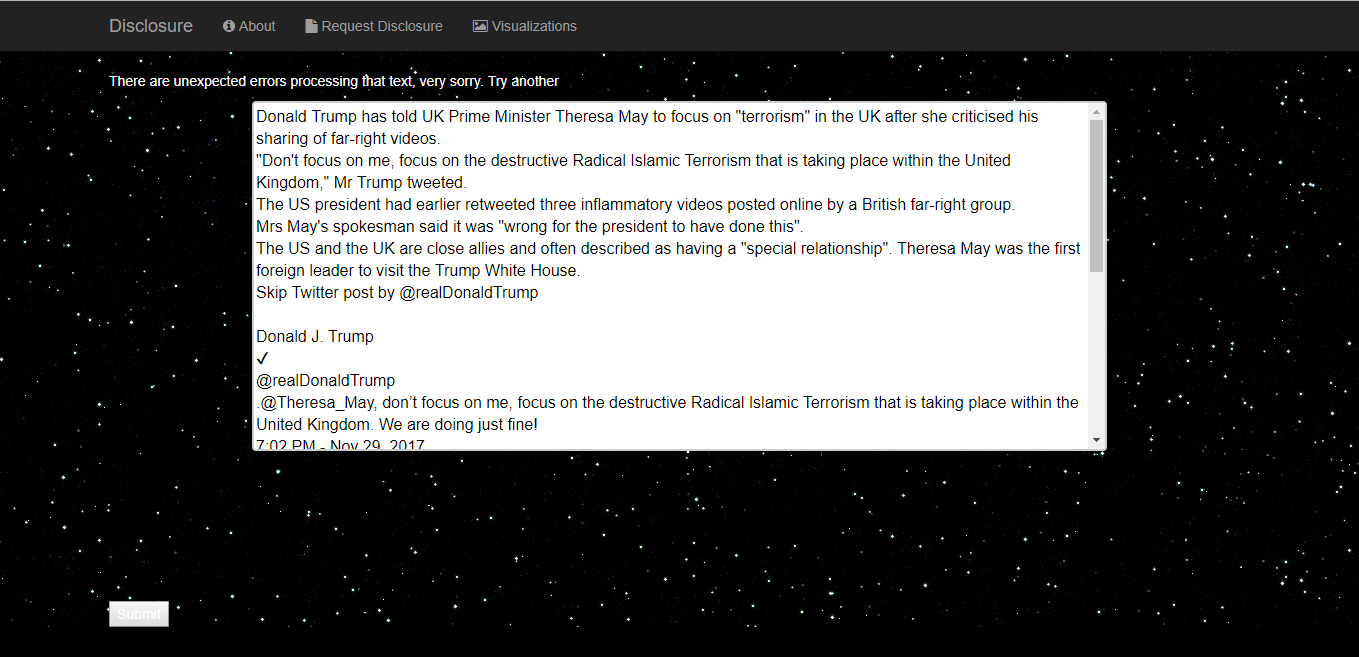 Disclosure About Request Disclosure Visualizations
There are unexpected errors processing that text, very sorry. Try another
Donald Trump has told UK Prime Minister Theresa May to focus on "terrorism" in the UK after she criticised his
sharing of far-right videos.
"Don't focus on me, focus on the destructive Radical Islamic Terrorism that is taking place within the United
Kingdom," Mr Trump tweeted.
The US president had earlier retweeted three inflammatory videos posted online by a British far-right group.
Mrs May's spokesman said it was "wrong for the president to have done this".
The US and the UK are close allies and often described as having a "special relationship". Theresa May was the first
foreign leader to visit the Trump White House.
Skip Twitter post by @realDonaldTrump
Donald J. Trump
✓
@realDonaldTrump
.@Theresa_May, don’t focus on me, focus on the destructive Radical Islamic Terrorism that is taking place within the
United Kingdom. We are doing just fine!
7:02 PM - Nov 29, 2017
Submit